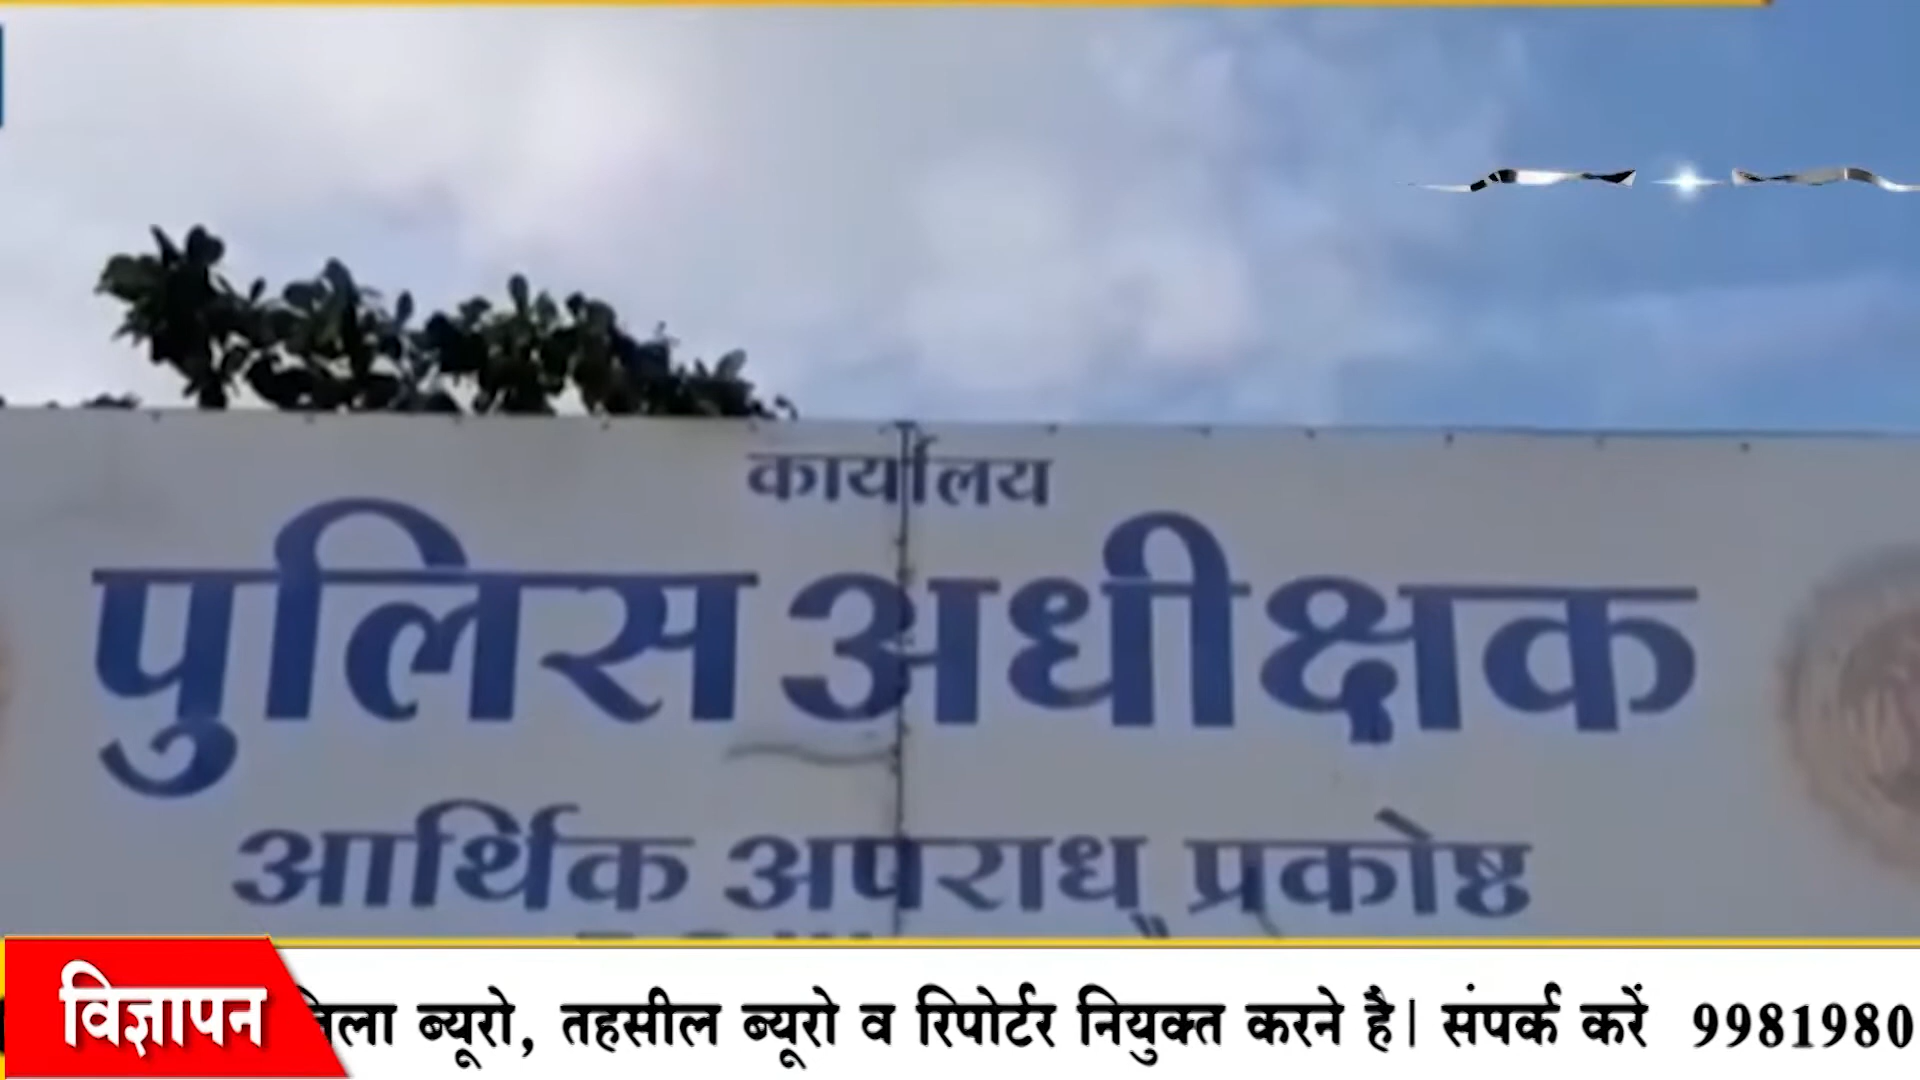 कार्यालय
पुलिस अधीक्षक
आर्थिक अपराध प्रकोष्ठ
विज्ञापन
ब्यूरो, तहसील ब्यूरो व रिपोर्टर नियुक्त करने है। संपर्क करें 9981980